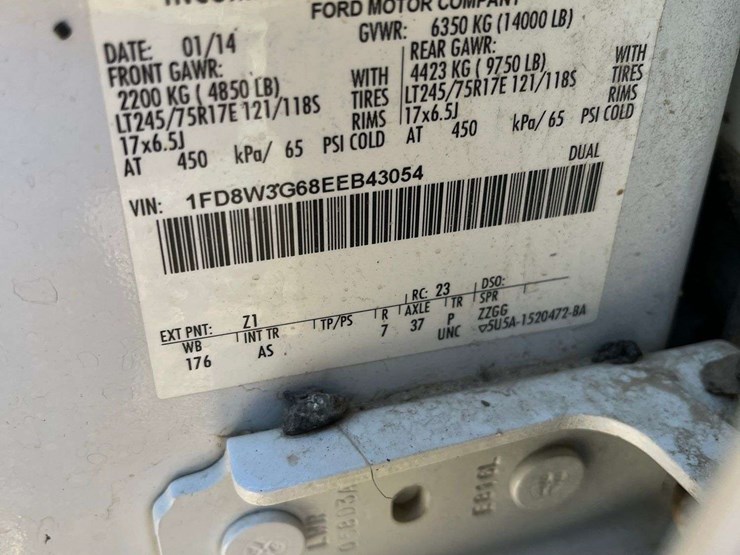 FORD MOTOR COMPANY
DATE: 01/14 GVWR: 6350 KG (14000 LB)
FRONT GAWR: REAR GAWR:
2200 KG ( 4850 LB) WITH 4423 KG ( 9750 LB) WITH
LT245/75R17E 121/118S TIRES LT245/75R17E 121/118S TIRES
17x6.5J RIMS 17x6.5J RIMS
AT 450 kPa/ 65 PSI COLD AT 450 kPa/ 65 PSI COLD
VIN: 1FD8W3G68EEB43054 DUAL
EXT PNT: Z1 RC: 23 DSO:
WB INT TR TP/PS R AXLE TR SPR
176 AS 7 37 P ZZGG
UNC ▽5U5A-1520472-BA
LMR
E816L